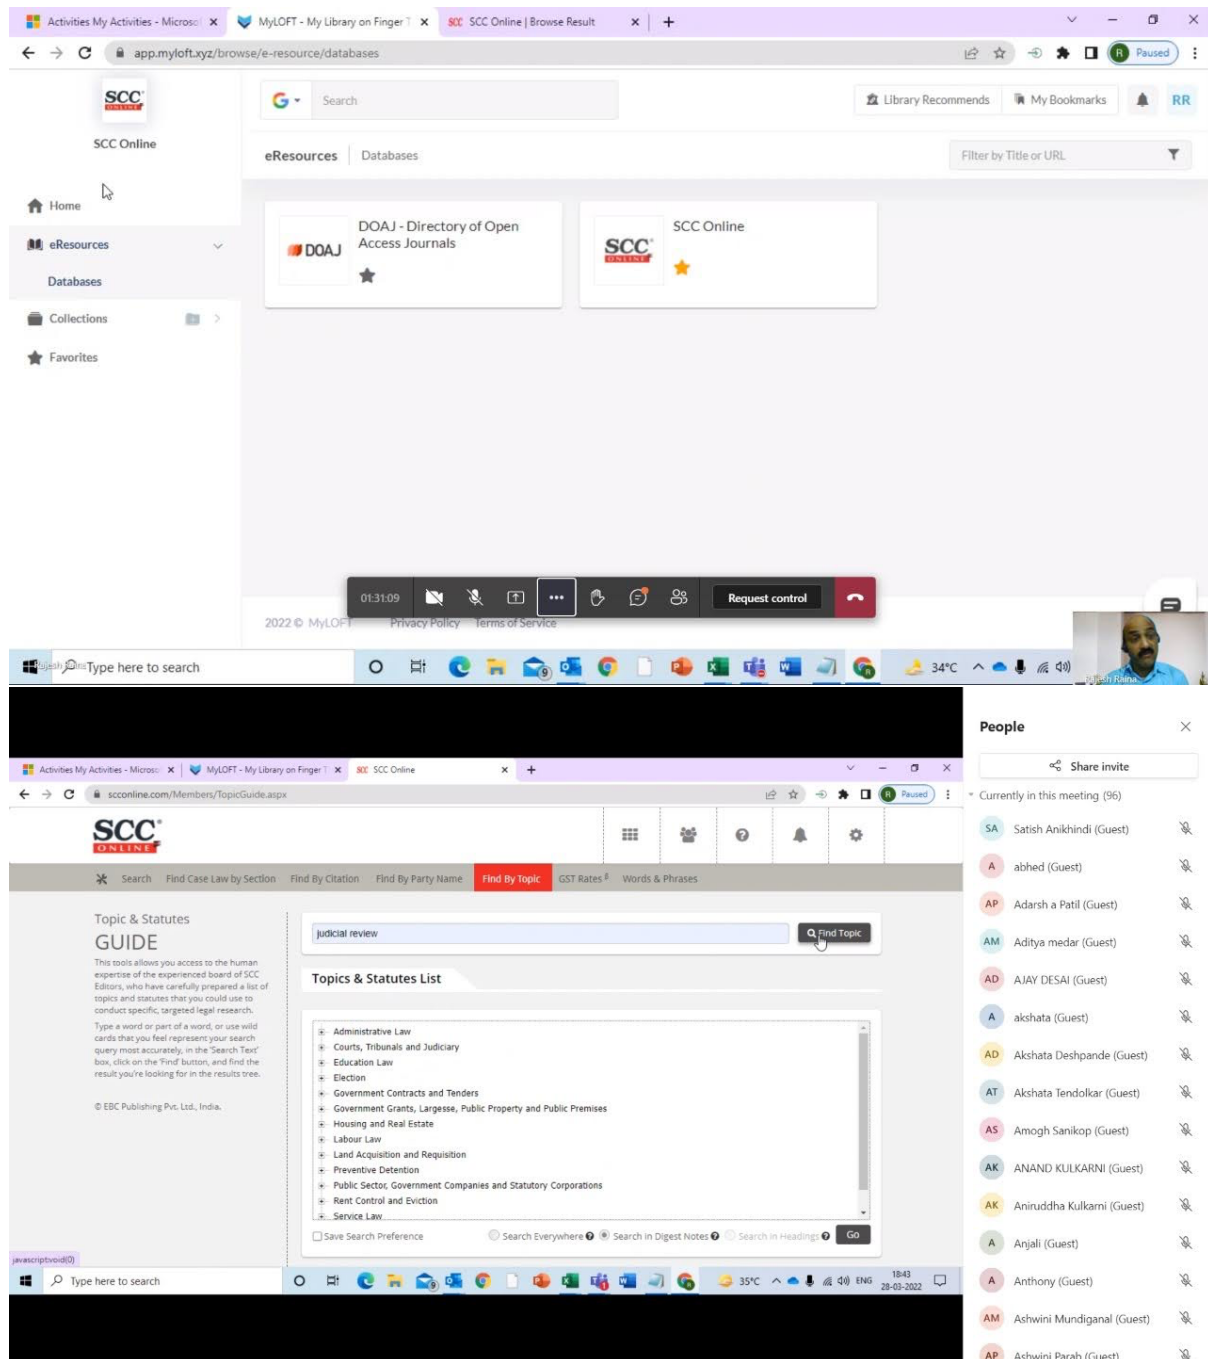 Activities My Activities - Microso
MyLOFT - My Library on Finger T
SCC SCC Online | Browse Result
app.myloft.xyz/browse/e-resource/databases
R Paused
SCC
ONLINE
SCC Online
Search
Library Recommends
My Bookmarks
RR
eResources
Databases
Filter by Title or URL
Home
eResources
Databases
Collections
Favorites
DOAJ
DOAJ - Directory of Open
Access Journals
SCC
ONLINE
SCC Online
01:31:09
Request control
2022 © MyLOFT
Privacy Policy
Terms of Service
Rajesh Raina
Type here to search
34°C
Rajesh Raina
Activities My Activities - Microso
MyLOFT - My Library on Finger T
SCC SCC Online
scconline.com/Members/TopicGuide.aspx
R Paused
SCC
ONLINE
Search
Find Case Law by Section
Find By Citation
Find By Party Name
Find By Topic
GST Rates β
Words & Phrases
Topic & Statutes
GUIDE
This tools allows you access to the human
expertise of the experienced board of SCC
Editors, who have carefully prepared a list of
topics and statutes that you could use to
conduct specific, targeted legal research.
Type a word or part of a word, or use wild
cards that you feel represent your search
query most accurately, in the 'Search Text'
box, click on the 'Find' button, and find the
result you're looking for in the results tree.
© EBC Publishing Pvt. Ltd., India.
judicial review
Find Topic
Topics & Statutes List
Administrative Law
Courts, Tribunals and Judiciary
Education Law
Election
Government Contracts and Tenders
Government Grants, Largesse, Public Property and Public Premises
Housing and Real Estate
Labour Law
Land Acquisition and Requisition
Preventive Detention
Public Sector, Government Companies and Statutory Corporations
Rent Control and Eviction
Service Law
Save Search Preference
Search Everywhere
Search in Digest Notes
Search in Headings
Go
javascript:void(0)
Type here to search
35°C
ENG
18:43
28-03-2022
People
Share invite
Currently in this meeting (96)
SA Satish Anikhindi (Guest)
A abhed (Guest)
AP Adarsh a Patil (Guest)
AM Aditya medar (Guest)
AD AJAY DESAI (Guest)
A akshata (Guest)
AD Akshata Deshpande (Guest)
AT Akshata Tendolkar (Guest)
AS Amogh Sanikop (Guest)
AK ANAND KULKARNI (Guest)
AK Aniruddha Kulkarni (Guest)
A Anjali (Guest)
A Anthony (Guest)
AM Ashwini Mundiganal (Guest)
AP Ashwini Parab (Guest)